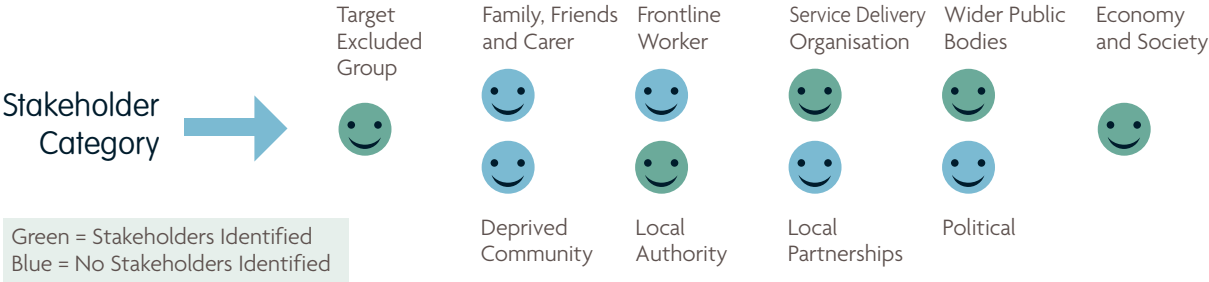 Target
Excluded
Group
Family, Friends
and Carer
Frontline
Worker
Service Delivery
Organisation
Wider Public
Bodies
Economy
and Society
Stakeholder
Category
Deprived
Community
Local
Authority
Local
Partnerships
Political
Green = Stakeholders Identified
Blue = No Stakeholders Identified